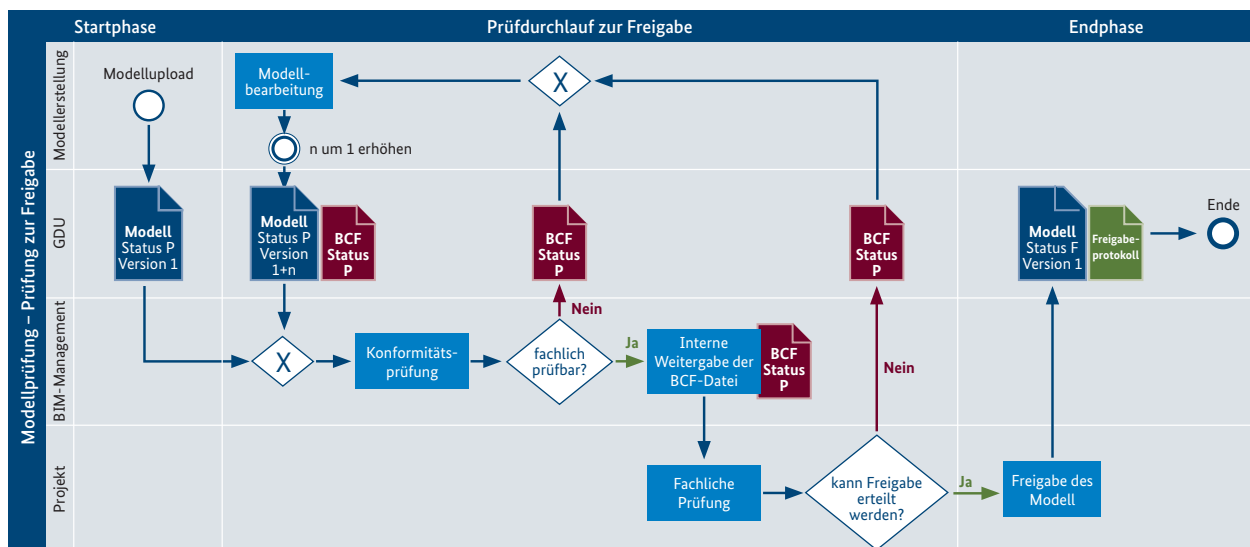 Startphase
Prüfdurchlauf zur Freigabe
Endphase
Modellprüfung – Prüfung zur Freigabe
Modellerstellung
Modellupload
Modell-
bearbeitung
X
n um 1 erhöhen
GDU
Modell
Status P
Version 1
Modell
Status P
Version
1+n
BCF
Status
P
BCF
Status
P
BCF
Status
P
Modell
Status F
Version 1
Freigabe-
protokoll
Ende
BIM-Management
X
Konformitäts-
prüfung
fachlich
prüfbar?
Nein
Ja
Interne
Weitergabe der
BCF-Datei
BCF
Status
P
Nein
Projekt
Fachliche
Prüfung
kann Freigabe
erteilt
werden?
Ja
Freigabe des
Modell